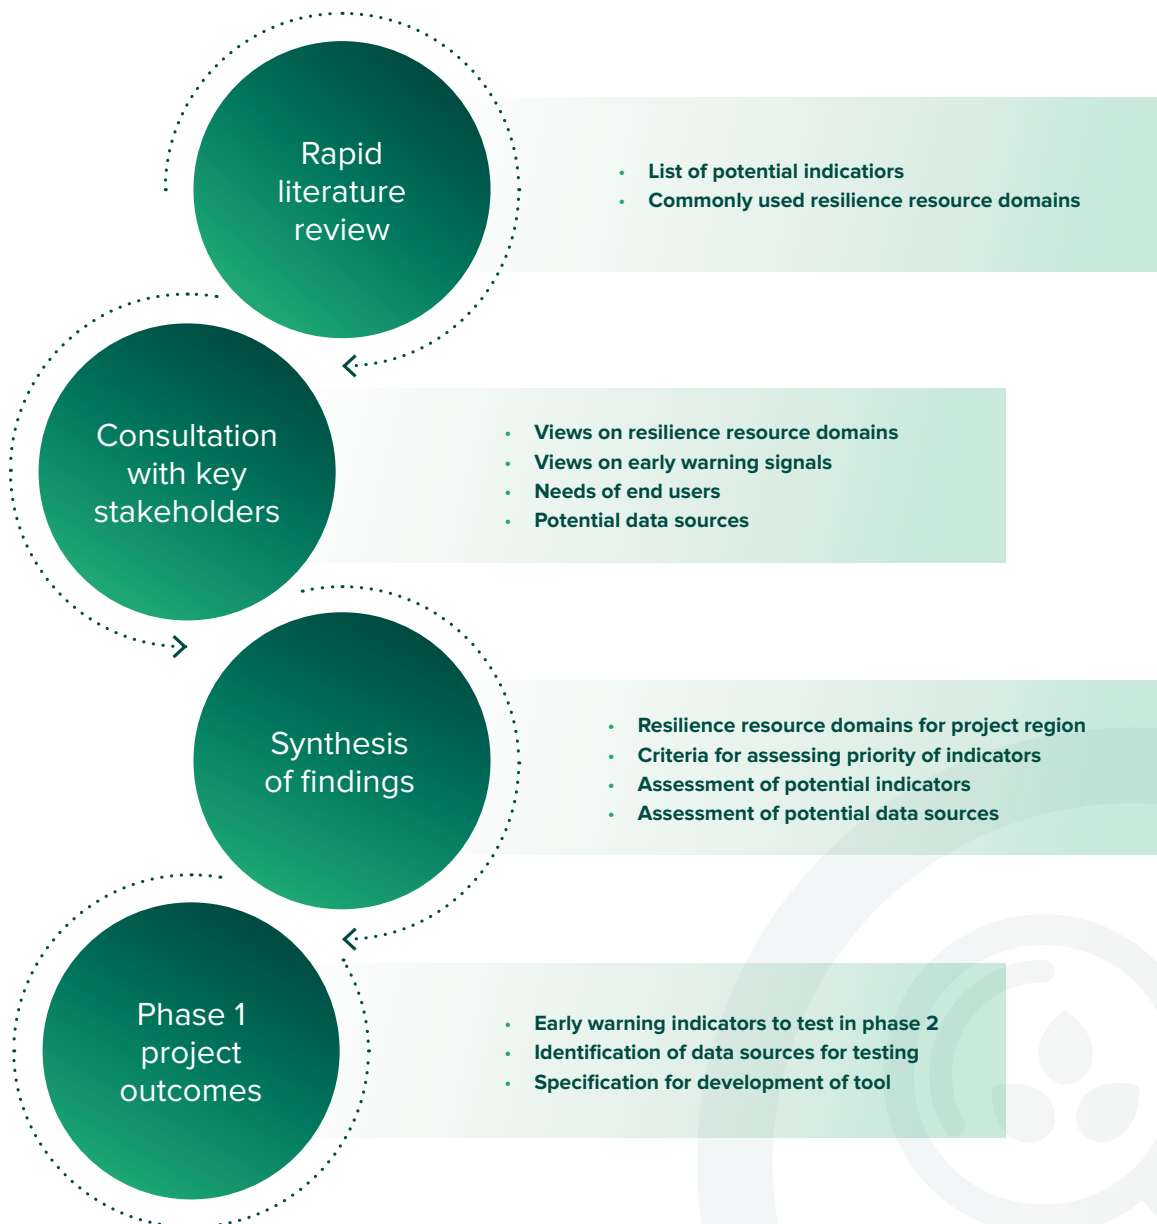 Rapid
literature
review
• List of potential indicatiors
• Commonly used resilience resource domains
Consultation
with key
stakeholders
• Views on resilience resource domains
• Views on early warning signals
• Needs of end users
• Potential data sources
Synthesis
of findings
• Resilience resource domains for project region
• Criteria for assessing priority of indicators
• Assessment of potential indicators
• Assessment of potential data sources
Phase 1
project
outcomes
• Early warning indicators to test in phase 2
• Identification of data sources for testing
• Specification for development of tool